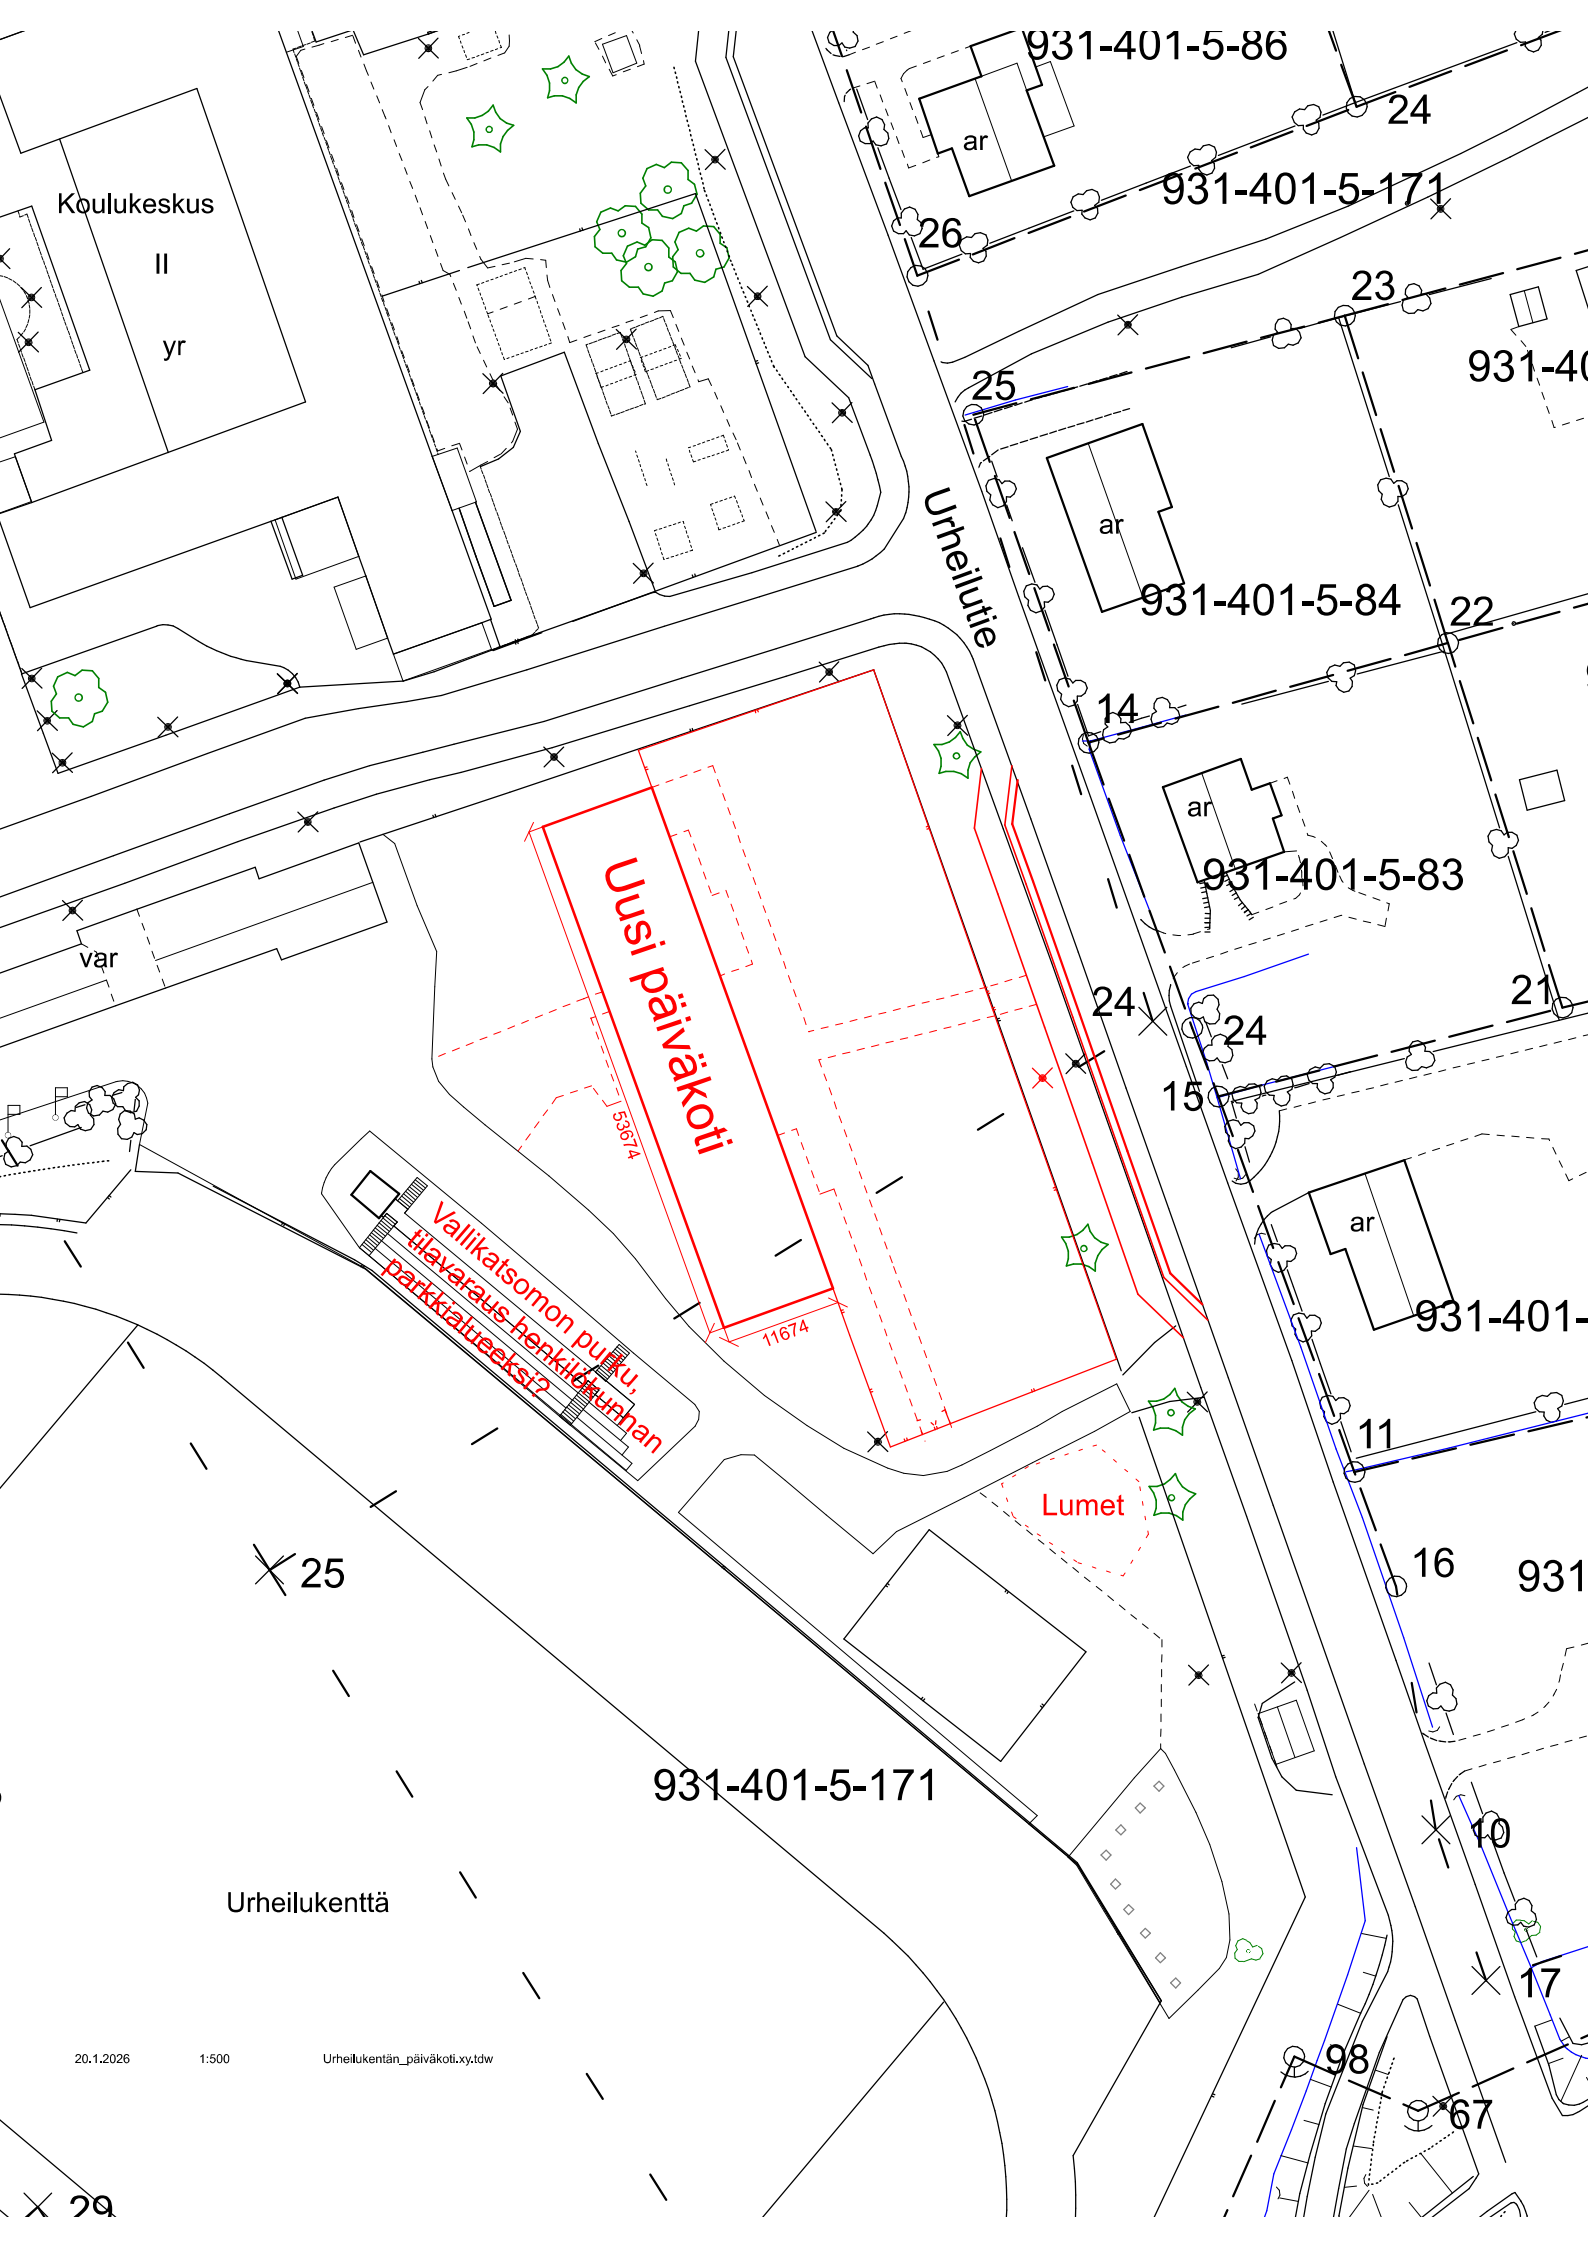 931-401-5-86
24
ar
931-401-5-171
Koulukeskus
II
yr
26
23
931-40
25
Urheilutie
ar
931-401-5-84
22
14
ar
931-401-5-83
Uusi päiväkoti
var
24
24
21
15
53674
ar
931-401-
11674
Vallikatsomon purku,
tilavaraus henkilökunnan
parkkialueeksi?
11
Lumet
25
16
931
931-401-5-171
10
Urheilukenttä
17
20.1.2026 1:500 Urheilukentän_päiväkoti.xy.tdw
98
67
29